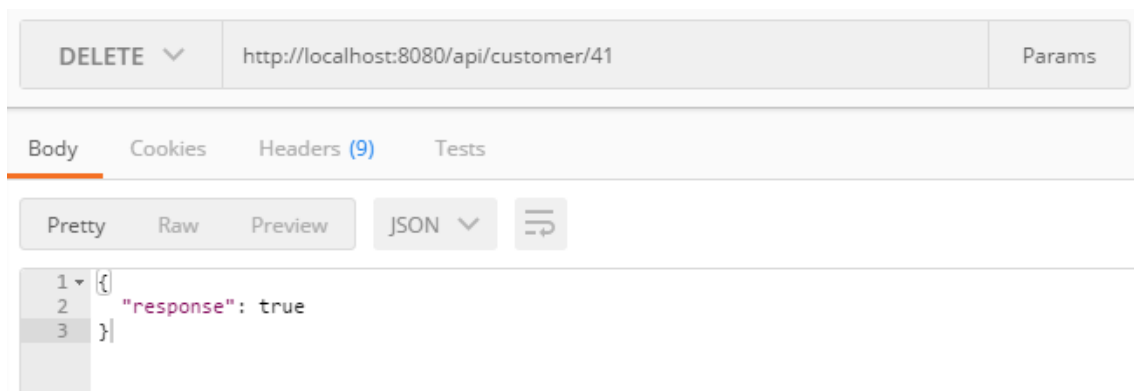 DELETE http://localhost:8080/api/customer/41 Params
Body Cookies Headers (9) Tests
Pretty Raw Preview JSON
1 {
2 "response": true
3 }